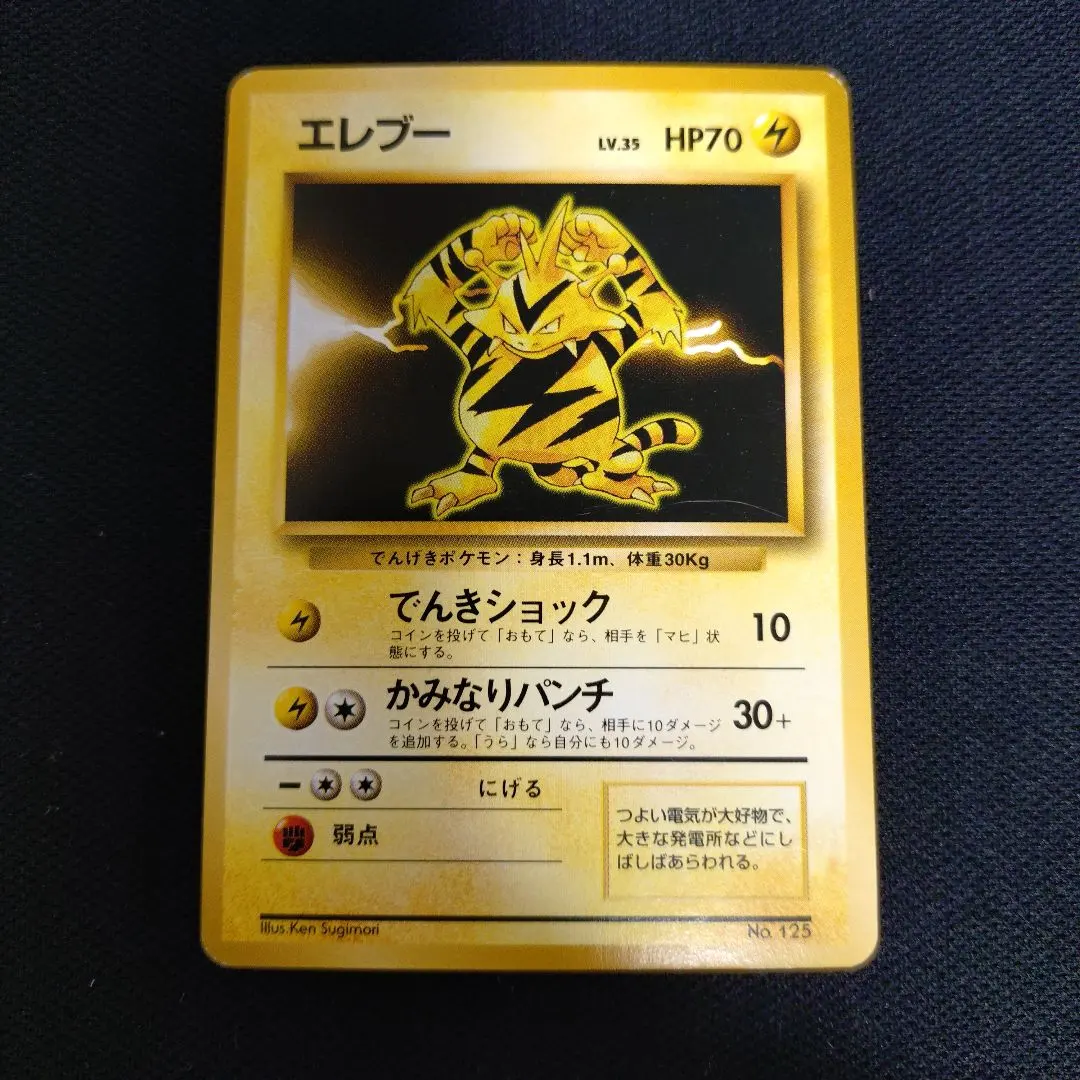 エレブー LV.35 HP70
でんげきポケモン：身長1.1m、体重30Kg
でんきショック 10
コインを投げて「おもて」なら、相手を「マヒ」状
態にする。
かみなりパンチ 30+
コインを投げて「おもて」なら、相手に10ダメージ
を追加する。「うら」なら自分にも10ダメージ。
ー にげる
弱点
つよい電気が大好物で、
大きな発電所などにし
ばしばあらわれる。
Illus.Ken Sugimori No. 125